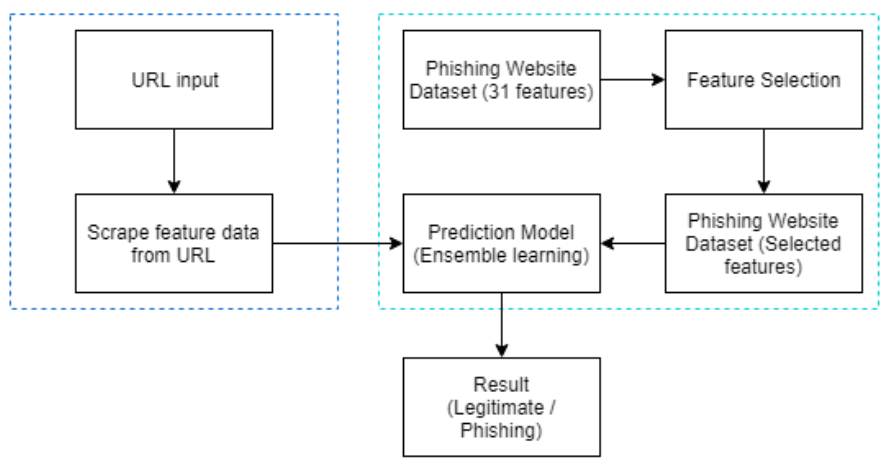 URL input
Phishing Website
Dataset (31 features)
Feature Selection
Scrape feature data
from URL
Prediction Model
(Ensemble learning)
Phishing Website
Dataset (Selected
features)
Result
(Legitimate /
Phishing)